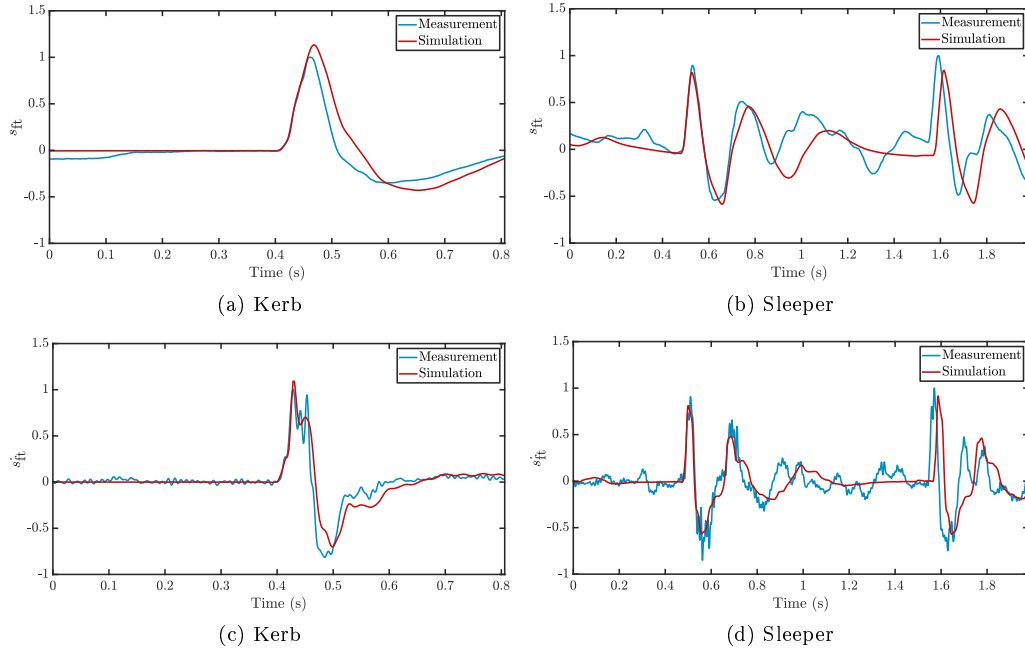 1.5
Measurement
Simulation
1
0.5
s_ft
0
-0.5
-1
0 0.1 0.2 0.3 0.4 0.5 0.6 0.7 0.8
Time (s)
(a) Kerb
1.5
Measurement
Simulation
1
0.5
s_ft
0
-0.5
-1
0 0.2 0.4 0.6 0.8 1 1.2 1.4 1.6 1.8
Time (s)
(b) Sleeper
1.5
Measurement
Simulation
1
0.5
ṡ_ft
0
-0.5
-1
0 0.1 0.2 0.3 0.4 0.5 0.6 0.7 0.8
Time (s)
(c) Kerb
1.5
Measurement
Simulation
1
0.5
ṡ_ft
0
-0.5
-1
0 0.2 0.4 0.6 0.8 1 1.2 1.4 1.6 1.8
Time (s)
(d) Sleeper